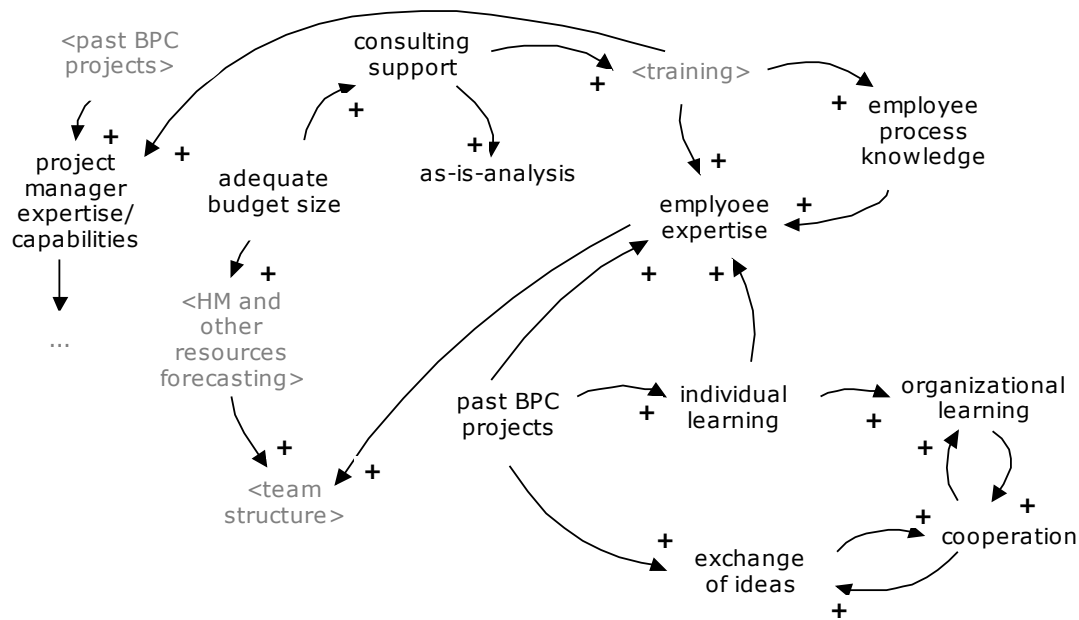 <past BPC
projects>
consulting
support
<training>
+
+
+
+
employee
process
knowledge
+
+
+
project
manager
expertise/
capabilities
adequate
budget size
as-is-analysis
+
+
emplyoee
expertise
+
+
+
<HM and
other
resources
forecasting>
...
past BPC
projects
+
individual
learning
+
organizational
learning
+
+
+
<team
structure>
+
+
cooperation
+
exchange
of ideas
+